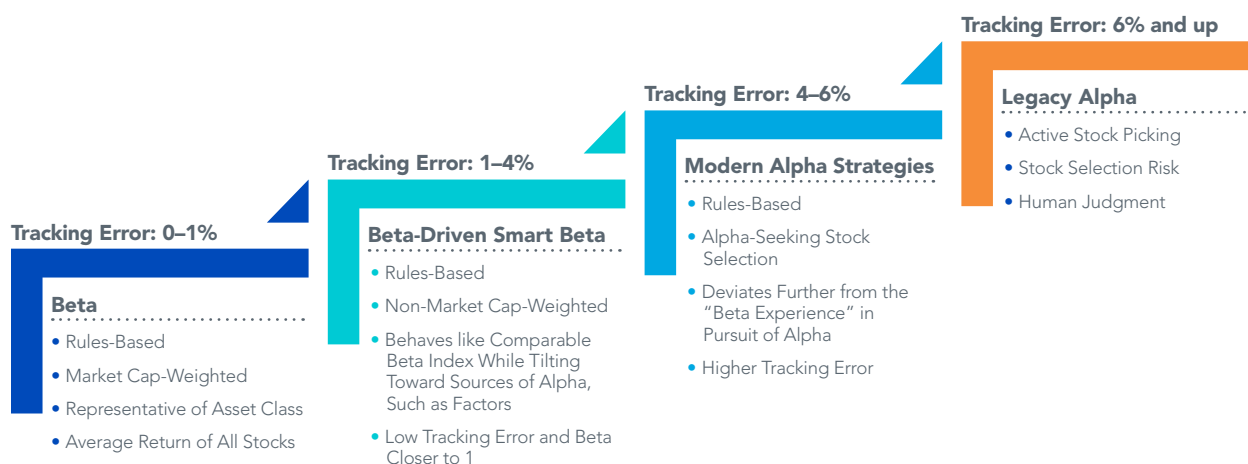 Tracking Error: 0–1%
Beta
• Rules-Based
• Market Cap-Weighted
• Representative of Asset Class
• Average Return of All Stocks
Tracking Error: 1–4%
Beta-Driven Smart Beta
• Rules-Based
• Non-Market Cap-Weighted
• Behaves like Comparable
Beta Index While Tilting
Toward Sources of Alpha,
Such as Factors
• Low Tracking Error and Beta
Closer to 1
Tracking Error: 4–6%
Modern Alpha Strategies
• Rules-Based
• Alpha-Seeking Stock
Selection
• Deviates Further from the
“Beta Experience” in
Pursuit of Alpha
• Higher Tracking Error
Tracking Error: 6% and up
Legacy Alpha
• Active Stock Picking
• Stock Selection Risk
• Human Judgment